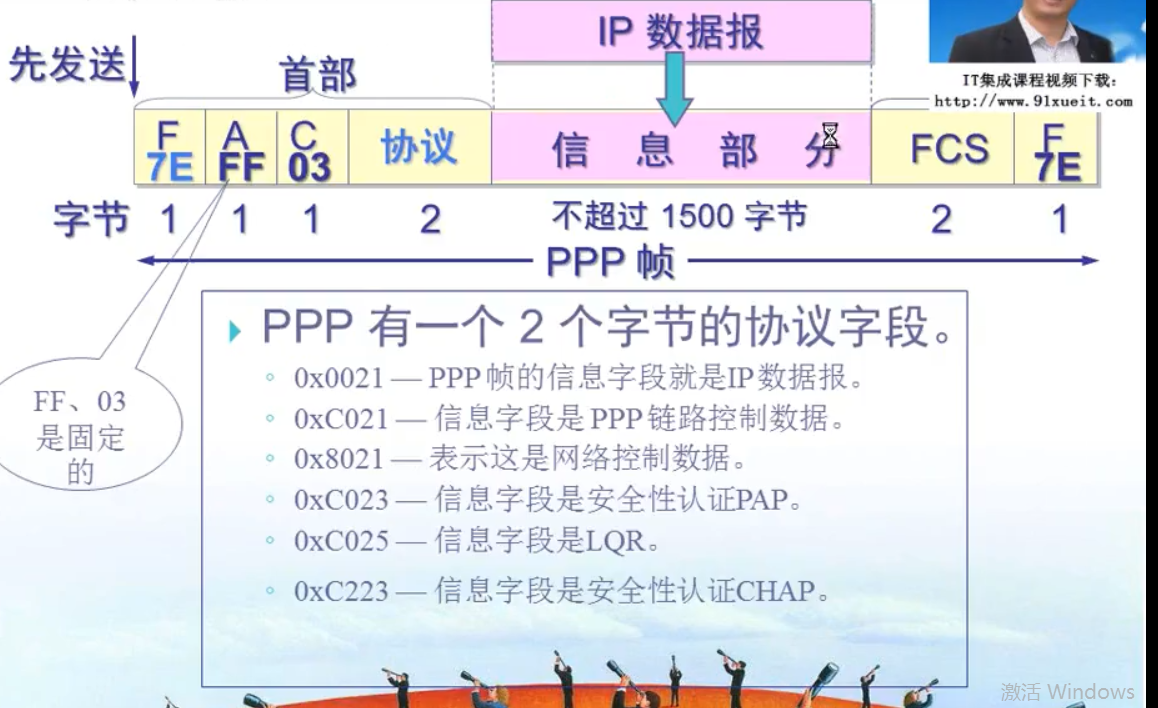 IP 数据报
先发送
首部
IT集成课程视频下载：
http://www.91xueit.com
F A C 协议 信 息 部 分 FCS F
7E FF 03 7E
字节 1 1 1 2 不超过 1500 字节 2 1
PPP 帧
PPP 有一个 2 个字节的协议字段。
0x0021 — PPP 帧的信息字段就是IP 数据报。
0xC021 — 信息字段是 PPP 链路控制数据。
0x8021 — 表示这是网络控制数据。
0xC023 — 信息字段是安全性认证PAP。
0xC025 — 信息字段是LQR。
0xC223 — 信息字段是安全性认证CHAP。
FF、03
是固定
的
激活 Windows